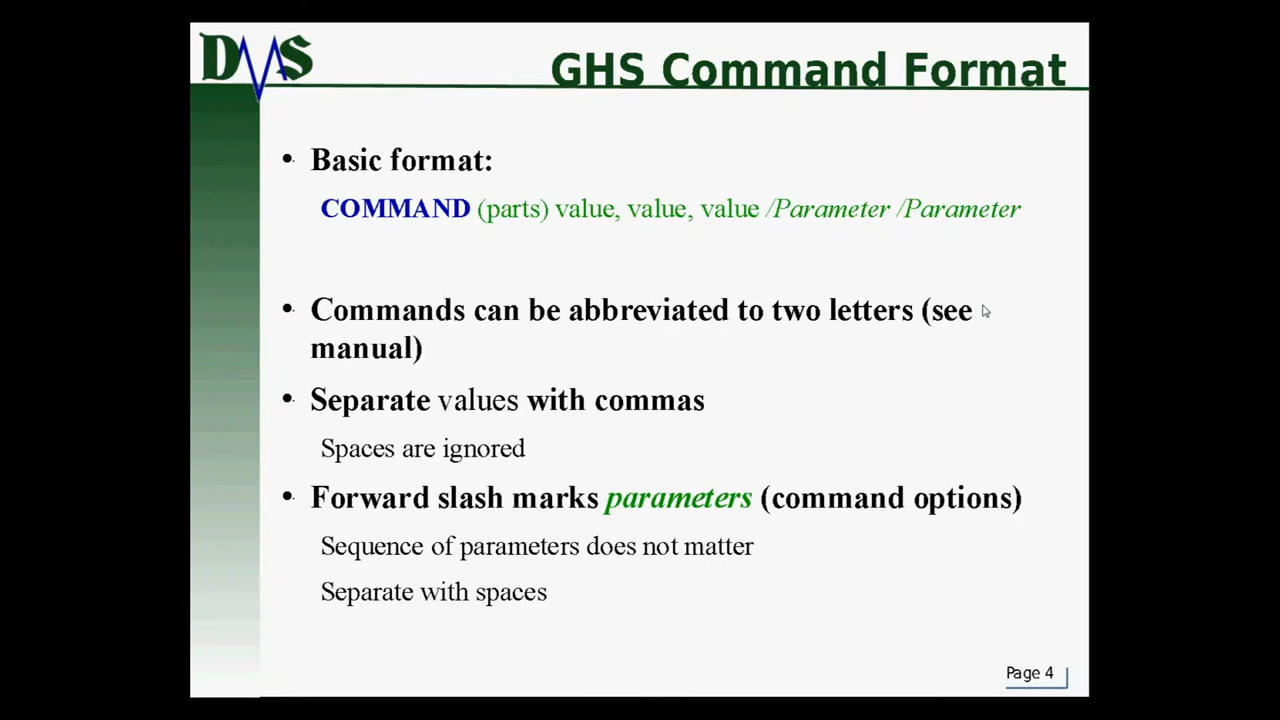 DMS
GHS Command Format
• Basic format:
COMMAND (parts) value, value, value /Parameter /Parameter
• Commands can be abbreviated to two letters (see
manual)
• Separate values with commas
Spaces are ignored
• Forward slash marks parameters (command options)
Sequence of parameters does not matter
Separate with spaces
Page 4